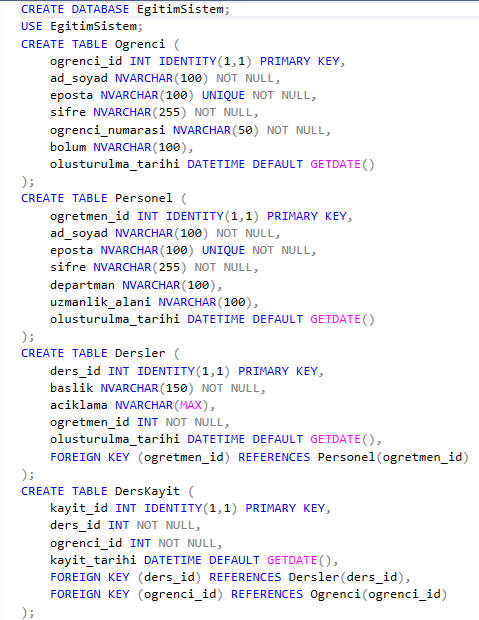 CREATE DATABASE EgitimSistem;
USE EgitimSistem;
CREATE TABLE Ogrenci (
    ogrenci_id INT IDENTITY(1,1) PRIMARY KEY,
    ad_soyad NVARCHAR(100) NOT NULL,
    eposta NVARCHAR(100) UNIQUE NOT NULL,
    sifre NVARCHAR(255) NOT NULL,
    ogrenci_numarasi NVARCHAR(50) NOT NULL,
    bolum NVARCHAR(100),
    olusturulma_tarihi DATETIME DEFAULT GETDATE()
);
CREATE TABLE Personel (
    ogretmen_id INT IDENTITY(1,1) PRIMARY KEY,
    ad_soyad NVARCHAR(100) NOT NULL,
    eposta NVARCHAR(100) UNIQUE NOT NULL,
    sifre NVARCHAR(255) NOT NULL,
    departman NVARCHAR(100),
    uzmanlik_alani NVARCHAR(100),
    olusturulma_tarihi DATETIME DEFAULT GETDATE()
);
CREATE TABLE Dersler (
    ders_id INT IDENTITY(1,1) PRIMARY KEY,
    baslik NVARCHAR(150) NOT NULL,
    aciklama NVARCHAR(MAX),
    ogretmen_id INT NOT NULL,
    olusturulma_tarihi DATETIME DEFAULT GETDATE(),
    FOREIGN KEY (ogretmen_id) REFERENCES Personel(ogretmen_id)
);
CREATE TABLE DersKayit (
    kayit_id INT IDENTITY(1,1) PRIMARY KEY,
    ders_id INT NOT NULL,
    ogrenci_id INT NOT NULL,
    kayit_tarihi DATETIME DEFAULT GETDATE(),
    FOREIGN KEY (ders_id) REFERENCES Dersler(ders_id),
    FOREIGN KEY (ogrenci_id) REFERENCES Ogrenci(ogrenci_id)
);